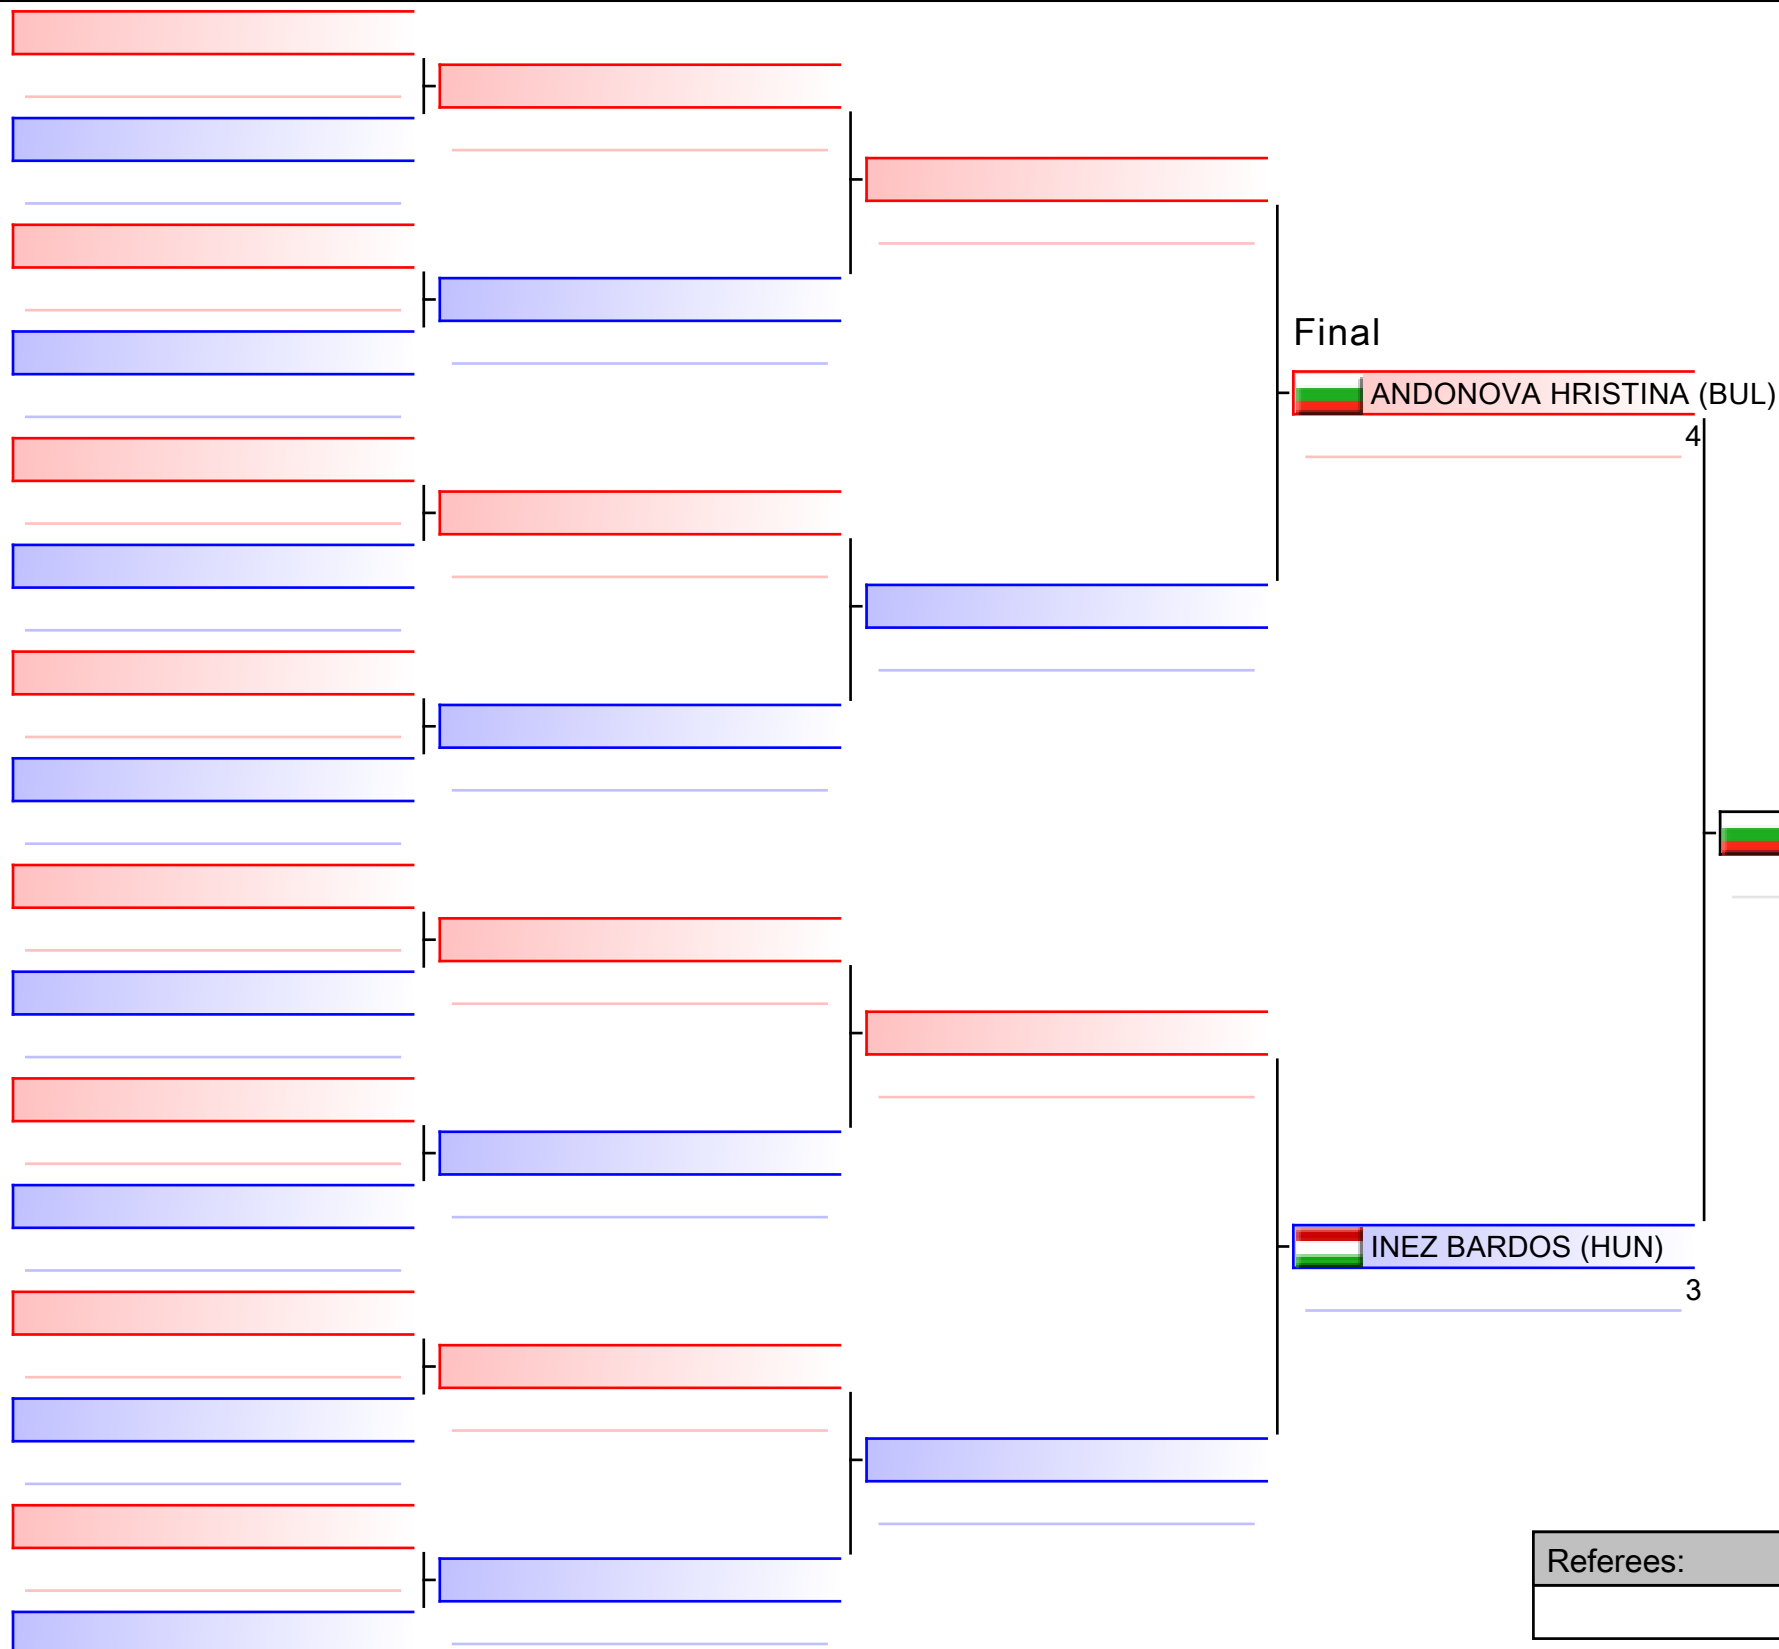 Final
ANDONOVA HRISTINA (BUL)
4
INEZ BARDOS (HUN)
3
Referees: